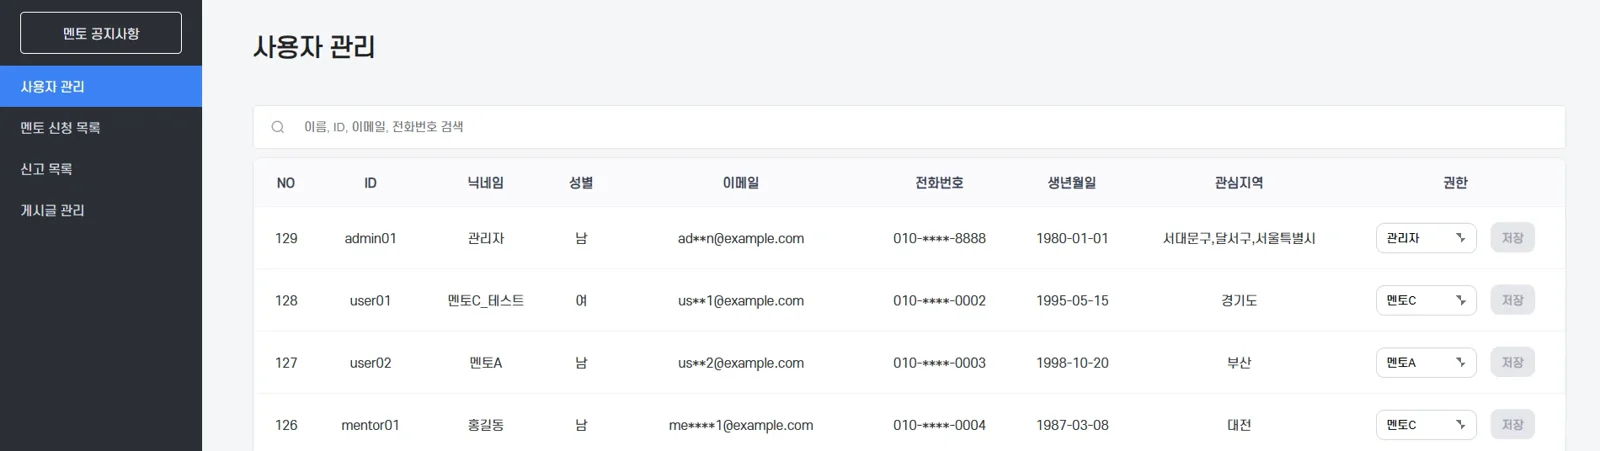 멘토 공지사항
사용자 관리
멘토 신청 목록
신고 목록
게시글 관리
사용자 관리
이름, ID, 이메일, 전화번호 검색
NO ID 닉네임 성별 이메일 전화번호 생년월일 관심지역 권한
129 admin01 관리자 남 ad**n@example.com 010-****-8888 1980-01-01 서대문구,달서구,서울특별시 관리자 저장
128 user01 멘토C_테스트 여 us**1@example.com 010-****-0002 1995-05-15 경기도 멘토C 저장
127 user02 멘토A 남 us**2@example.com 010-****-0003 1998-10-20 부산 멘토A 저장
126 mentor01 홍길동 남 me****1@example.com 010-****-0004 1987-03-08 대전 멘토C 저장